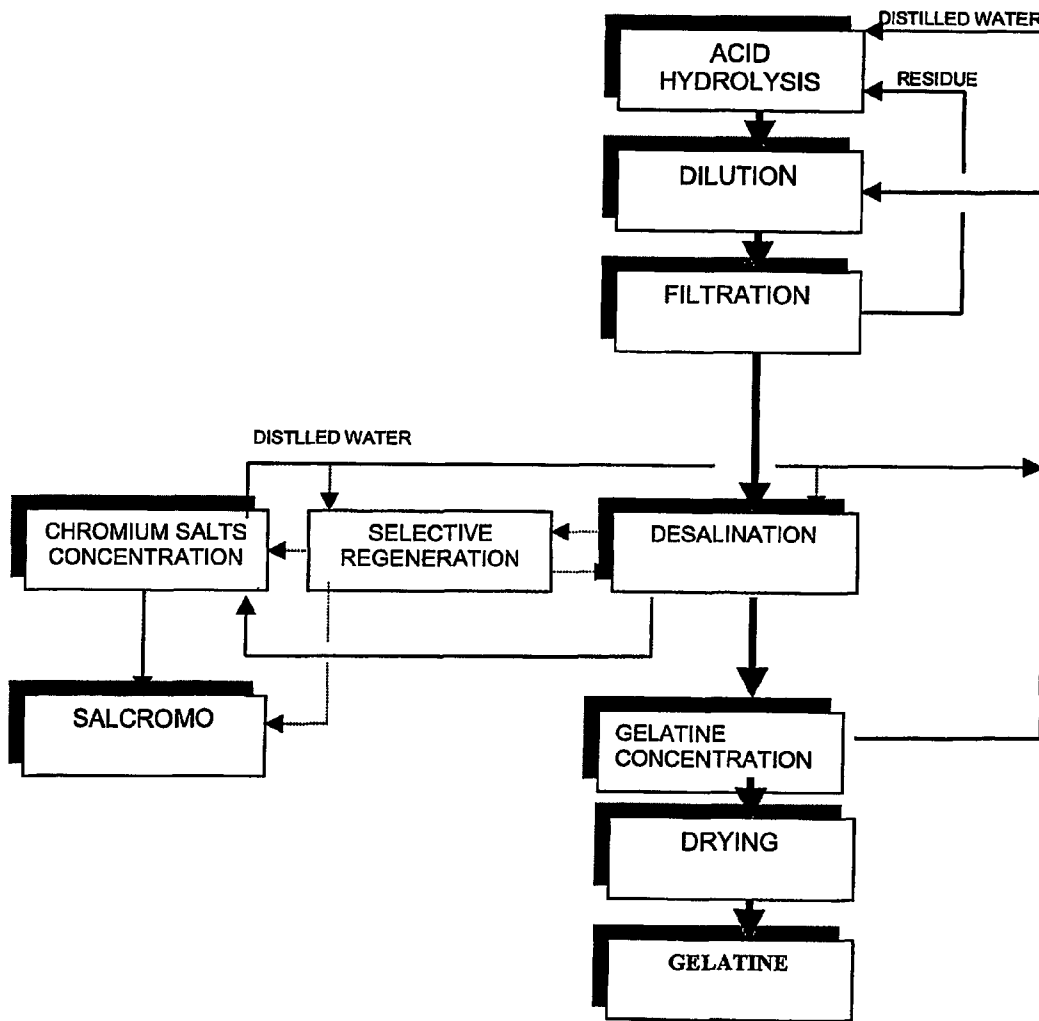 DISTILLED WATER
ACID
HYDROLYSIS
RESIDUE
DILUTION
FILTRATION
DISTLLED WATER
CHROMIUM SALTS
CONCENTRATION
SELECTIVE
REGENERATION
DESALINATION
SALCROMO
GELATINE
CONCENTRATION
DRYING
GELATINE